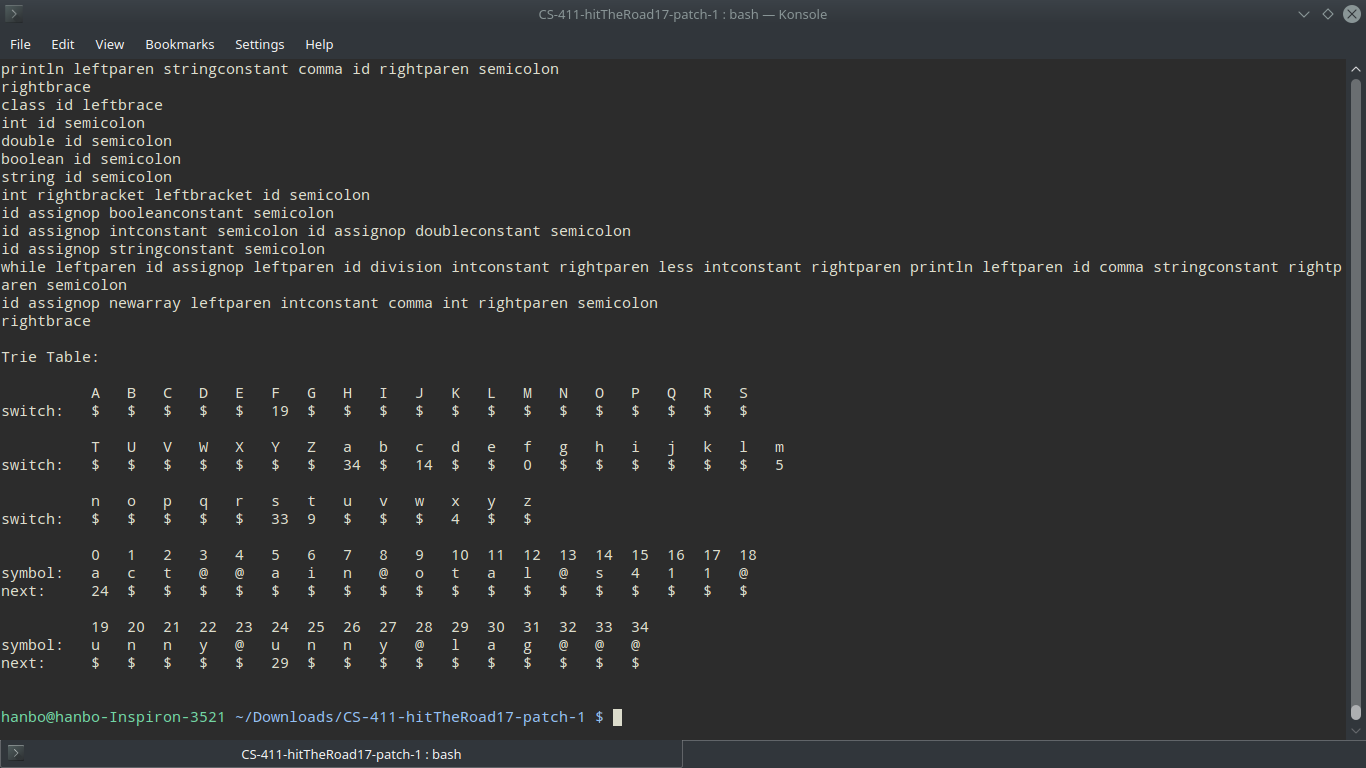 CS-411-hitTheRoad17-patch-1 : bash — Konsole
File Edit View Bookmarks Settings Help
println leftparen stringconstant comma id rightparen semicolon
rightbrace
class id leftbrace
int id semicolon
double id semicolon
boolean id semicolon
string id semicolon
int rightbracket leftbracket id semicolon
id assignop booleanconstant semicolon
id assignop intconstant semicolon id assignop doubleconstant semicolon
id assignop stringconstant semicolon
while leftparen id assignop leftparen id division intconstant rightparen less intconstant rightparen println leftparen id comma stringconstant rightp
aren semicolon
id assignop newarray leftparen intconstant comma int rightparen semicolon
rightbrace
Trie Table:
A B C D E F G H I J K L M N O P Q R S
switch: $ $ $ $ $ 19 $ $ $ $ $ $ $ $ $ $ $ $ $
T U V W X Y Z a b c d e f g h i j k l m
switch: $ $ $ $ $ $ $ 34 $ 14 $ $ 0 $ $ $ $ $ $ 5
n o p q r s t u v w x y z
switch: $ $ $ $ $ 33 9 $ $ $ 4 $ $
0 1 2 3 4 5 6 7 8 9 10 11 12 13 14 15 16 17 18
symbol: a c t @ @ a i n @ o t a l @ s 4 1 1 @
next: 24 $ $ $ $ $ $ $ $ $ $ $ $ $ $ $ $ $ $
19 20 21 22 23 24 25 26 27 28 29 30 31 32 33 34
symbol: u n n y @ u n n y @ l a g @ @ @
next: $ $ $ $ $ 29 $ $ $ $ $ $ $ $ $ $
hanbo@hanbo-Inspiron-3521 ~/Downloads/CS-411-hitTheRoad17-patch-1 $
CS-411-hitTheRoad17-patch-1 : bash